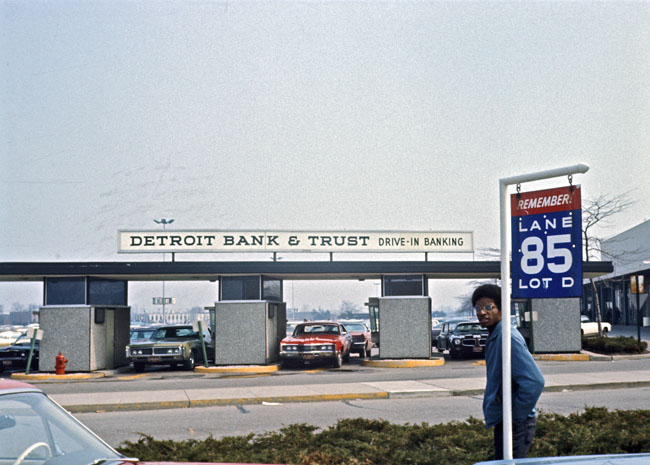 DETROIT BANK & TRUST DRIVE-IN BANKING
REMEMBER!
LANE
85
LOT D